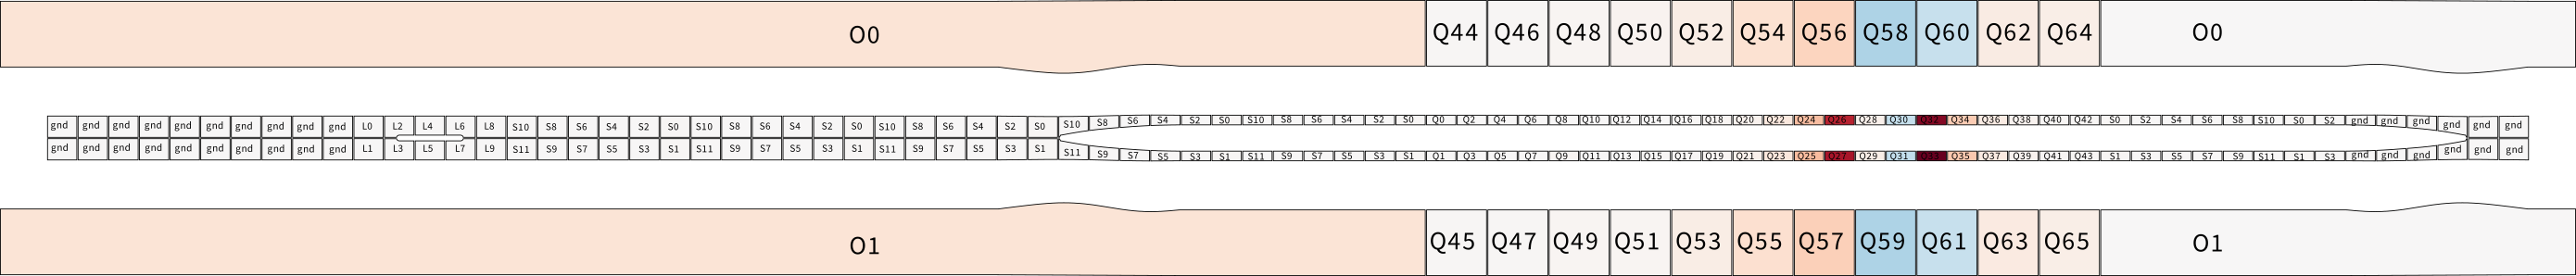 O0 Q44 Q46 Q48 Q50 Q52 Q54 Q56 Q58 Q60 Q62 Q64 O0
gnd gnd gnd gnd gnd gnd gnd gnd gnd gnd L0 L2 L4 L6 L8 S10 S8 S6 S4 S2 S0 S10 S8 S6 S4 S2 S0 S10 S8 S6 S4 S2 S0 S10 S8 S6 S4 S2 S0 S10 S8 S6 S4 S2 S0 Q0 Q2 Q4 Q6 Q8 Q10 Q12 Q14 Q16 Q18 Q20 Q22 Q24 Q26 Q28 Q30 Q32 Q34 Q36 Q38 Q40 Q42 S0 S2 S4 S6 S8 S10 S0 S2 gnd gnd gnd gnd gnd gnd
gnd gnd gnd gnd gnd gnd gnd gnd gnd gnd L1 L3 L5 L7 L9 S11 S9 S7 S5 S3 S1 S11 S9 S7 S5 S3 S1 S11 S9 S7 S5 S3 S1 S11 S9 S7 S5 S3 S1 S11 S9 S7 S5 S3 S1 Q1 Q3 Q5 Q7 Q9 Q11 Q13 Q15 Q17 Q19 Q21 Q23 Q25 Q27 Q29 Q31 Q33 Q35 Q37 Q39 Q41 Q43 S1 S3 S5 S7 S9 S11 S1 S3 gnd gnd gnd gnd gnd gnd
O1 Q45 Q47 Q49 Q51 Q53 Q55 Q57 Q59 Q61 Q63 Q65 O1